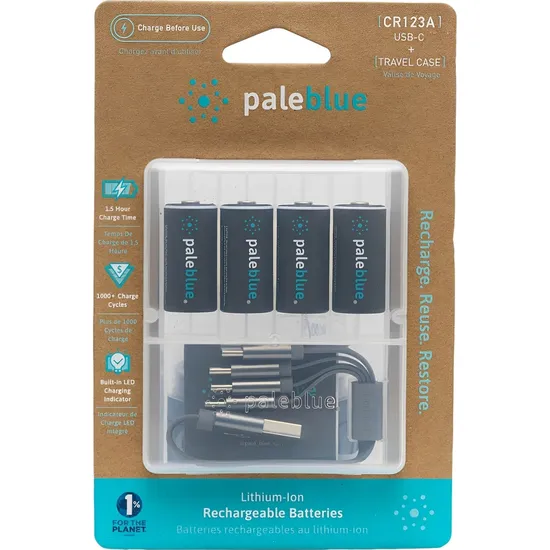 Charge Before Use
Chargez avant d'utiliser
[CR123A]
USB-C
+
[TRAVEL CASE]
Valise de Voyage
paleblue
1.5 Hour
Charge Time
Temps De
Charge de 1,5
Heure
1000+ Charge
Cycles
Plus de 1000
Cycles de
Charge
Built-in LED
Charging
Indicator
Indicateur de
Charge LED
intégré
paleblue
paleblue
paleblue
paleblue
paleblue
Recharge. Reuse. Restore.
1%
FOR THE
PLANET
Lithium-Ion
Rechargeable Batteries
Batteries rechargeables au lithium-ion